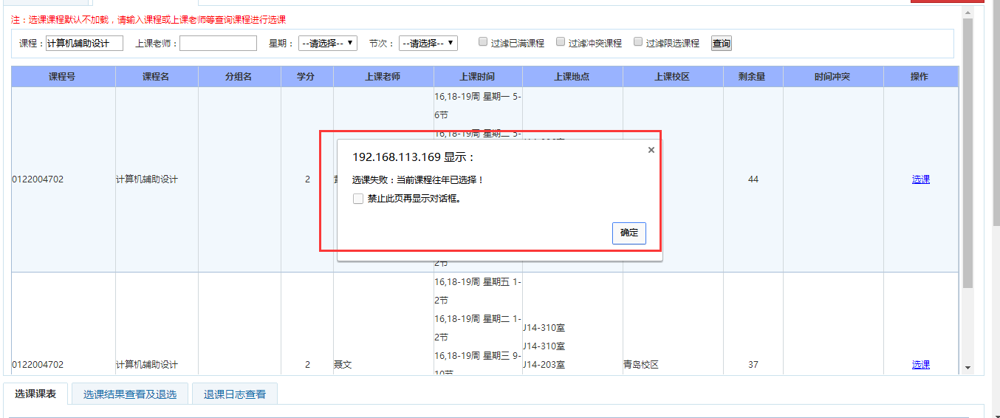 注：选课课程默认不加载，请输入课程或上课老师等查询课程进行选课
课程：计算机辅助设计 上课老师： 星期：--请选择-- 节次：--请选择-- 过滤已满课程 过滤冲突课程 过滤限选课程 查询
课程号 课程名 分组名 学分 上课老师 上课时间 上课地点 上课校区 剩余量 时间冲突 操作
16,18-19周 星期一 5-
6节
16,18-19周 星期二 5-
192.168.113.169 显示：
选课失败：当前课程往年已选择！
禁止此页再显示对话框。
确定
0122004702 计算机辅助设计 2 44 选课
2节
16,18-19周 星期五 1-
2节
16,18-19周 星期二 1-
2节
16,18-19周 星期三 9-
10节
J14-310室
J14-310室
J14-203室
0122004702 计算机辅助设计 2 聂文 青岛校区 37 选课
选课课表 选课结果查看及退选 退课日志查看